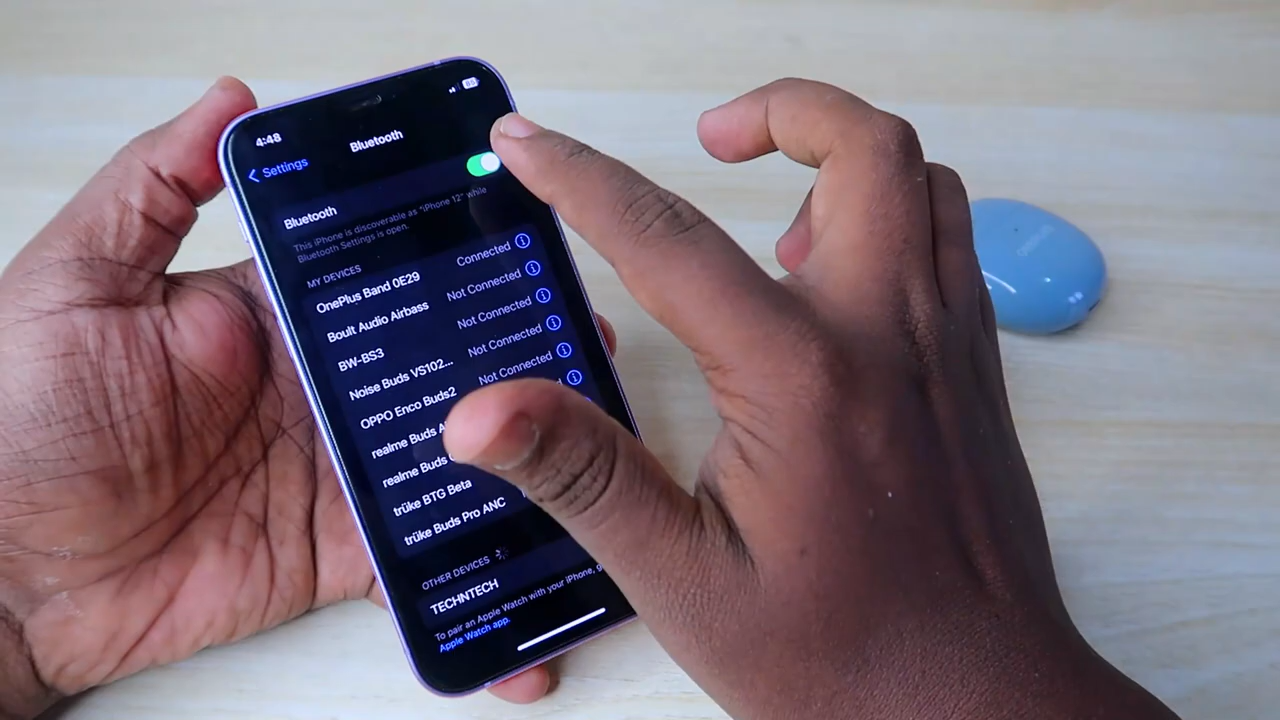 4:48
85
Settings
Bluetooth
Bluetooth
This iPhone is discoverable as "iPhone 12" while
Bluetooth Settings is open.
MY DEVICES
OnePlus Band 0E29 Connected
Boult Audio Airbass Not Connected
BW-BS3 Not Connected
Noise Buds VS102... Not Connected
OPPO Enco Buds2 Not Connected
realme Buds
realme Buds
trüke BTG Beta
trüke Buds Pro ANC
OTHER DEVICES
TECHNTECH
To pair an Apple Watch with your iPhone, g
Apple Watch app.